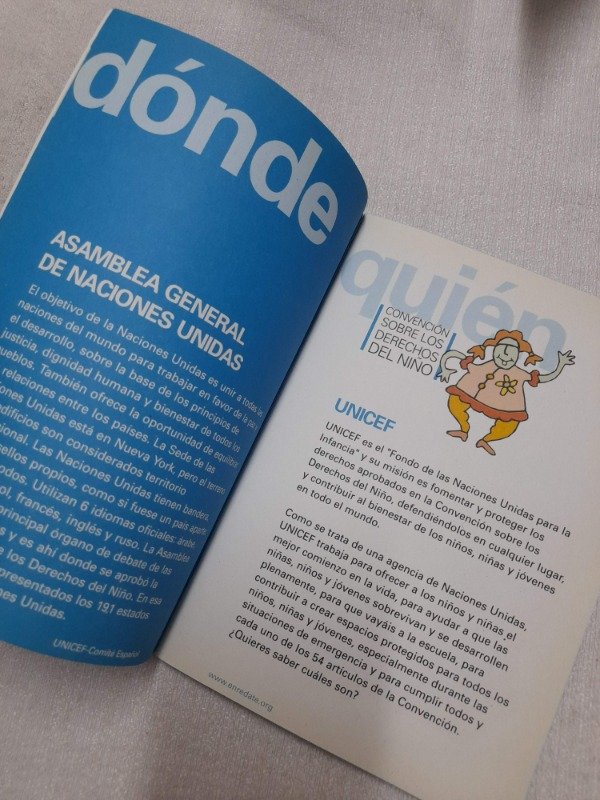 dónde
ASAMBLEA GENERAL
DE NACIONES UNIDAS
El objetivo de la Naciones Unidas es unir a todas las
naciones del mundo para trabajar en favor de la paz y
el desarrollo, sobre la base de los principios de
justicia, dignidad humana y bienestar de todos los
pueblos. También ofrece la oportunidad de equilibrar
relaciones entre los países. La Sede de las
Unidas está en Nueva York, pero el terreno
edificios son considerados territorio
Las Naciones Unidas tienen bandera,
sellos propios, como si fuese un país aparte
todos. Utilizan 6 idiomas oficiales: árabe,
francés, inglés y ruso. La Asamblea
principal órgano de debate de las
y es ahí donde se aprobó la
los Derechos del Niño. En ese
representados los 191 estados
Unidas.
UNICEF-Comité Español
quién
CONVENCIÓN
SOBRE LOS
DERECHOS
DEL NIÑO
UNICEF
UNICEF es el "Fondo de las Naciones Unidas para la
Infancia" y su misión es fomentar y proteger los
derechos aprobados en la Convención sobre los
Derechos del Niño, defendiéndolos en cualquier lugar,
y contribuir al bienestar de los niños, niñas y jóvenes
en todo el mundo.
Como se trata de una agencia de Naciones Unidas,
UNICEF trabaja para ofrecer a los niños y niñas el
mejor comienzo en la vida, para ayudar a que las
niñas, niños y jóvenes sobrevivan y se desarrollen
plenamente, para que vayáis a la escuela, para
contribuir a crear espacios protegidos para todos los
niños, niñas y jóvenes, especialmente durante las
situaciones de emergencia y para cumplir todos y
cada uno de los 54 artículos de la Convención.
¿Quieres saber cuáles son?
www.enredate.org